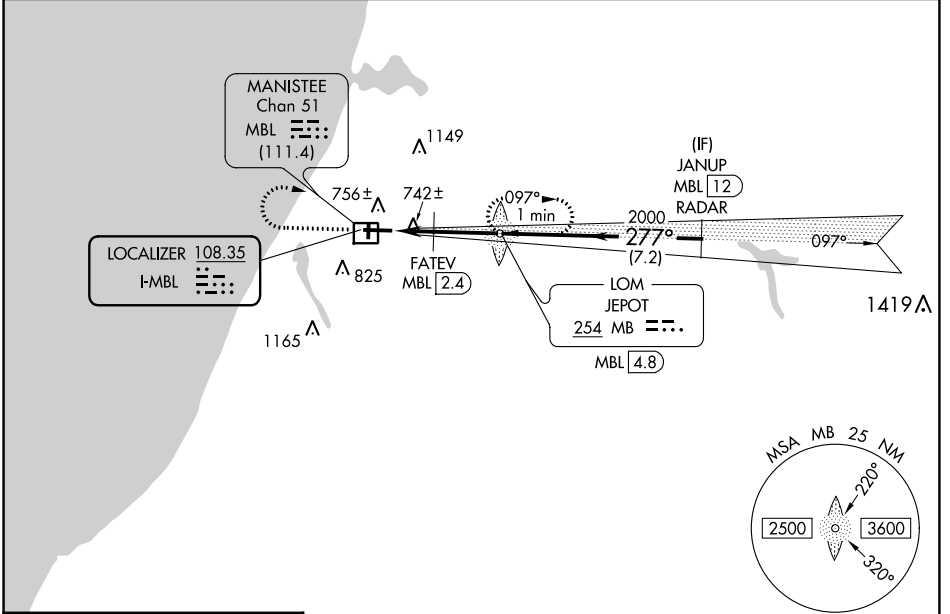 MANISTEE
Chan 51
MBL
(111.4)
1149
(IF)
JANUP
MBL 12
RADAR
756±
742±
097°
1 min
2000
277°
(7.2)
097°
LOCALIZER 108.35
I-MBL
825
FATEV
MBL 2.4
LOM
JEPOT
254 MB
MBL 4.8
1419
1165
MSA MB 25 NM
220°
2500
3600
320°